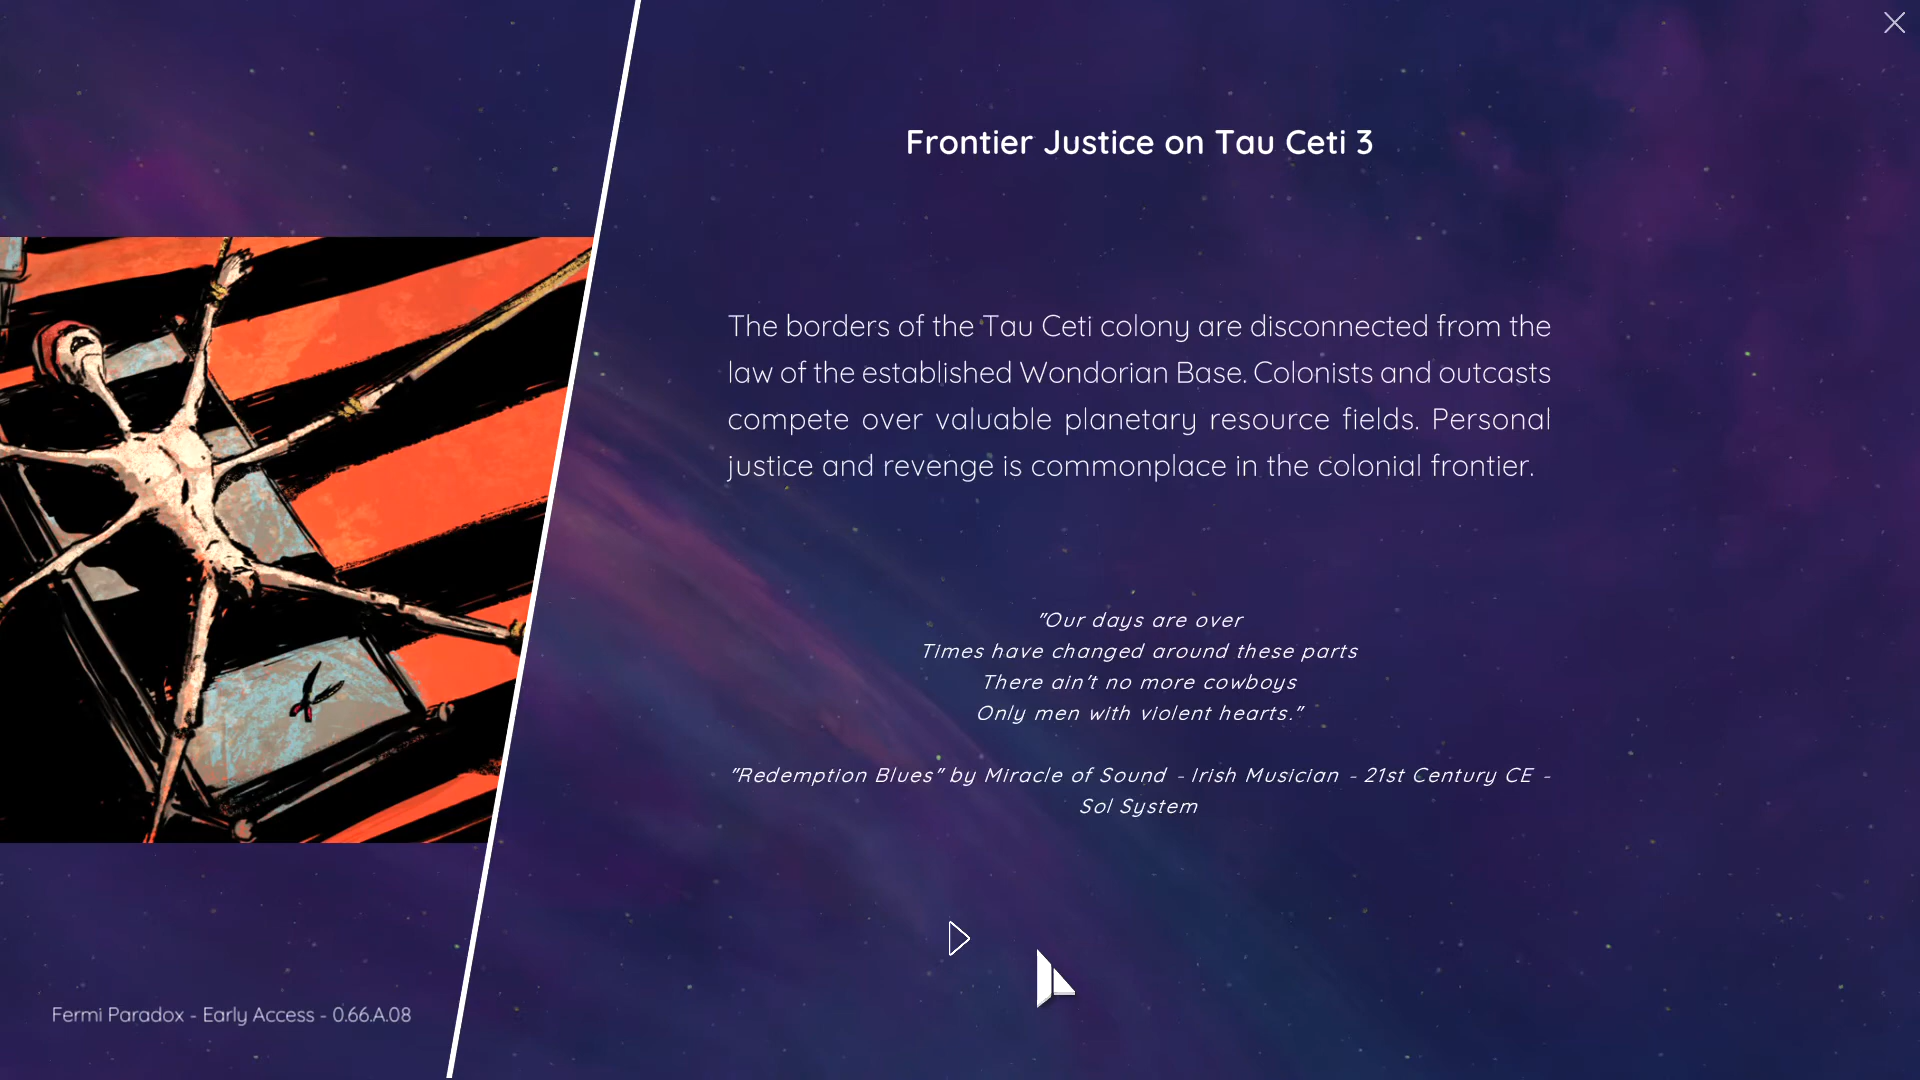 Frontier Justice on Tau Ceti 3
The borders of the Tau Ceti colony are disconnected from the
law of the established Wondorian Base. Colonists and outcasts
compete over valuable planetary resource fields. Personal
justice and revenge is commonplace in the colonial frontier.
"Our days are over
Times have changed around these parts
There ain't no more cowboys
Only men with violent hearts."
"Redemption Blues" by Miracle of Sound - Irish Musician - 21st Century CE -
Sol System
Fermi Paradox - Early Access - 0.66.A.08